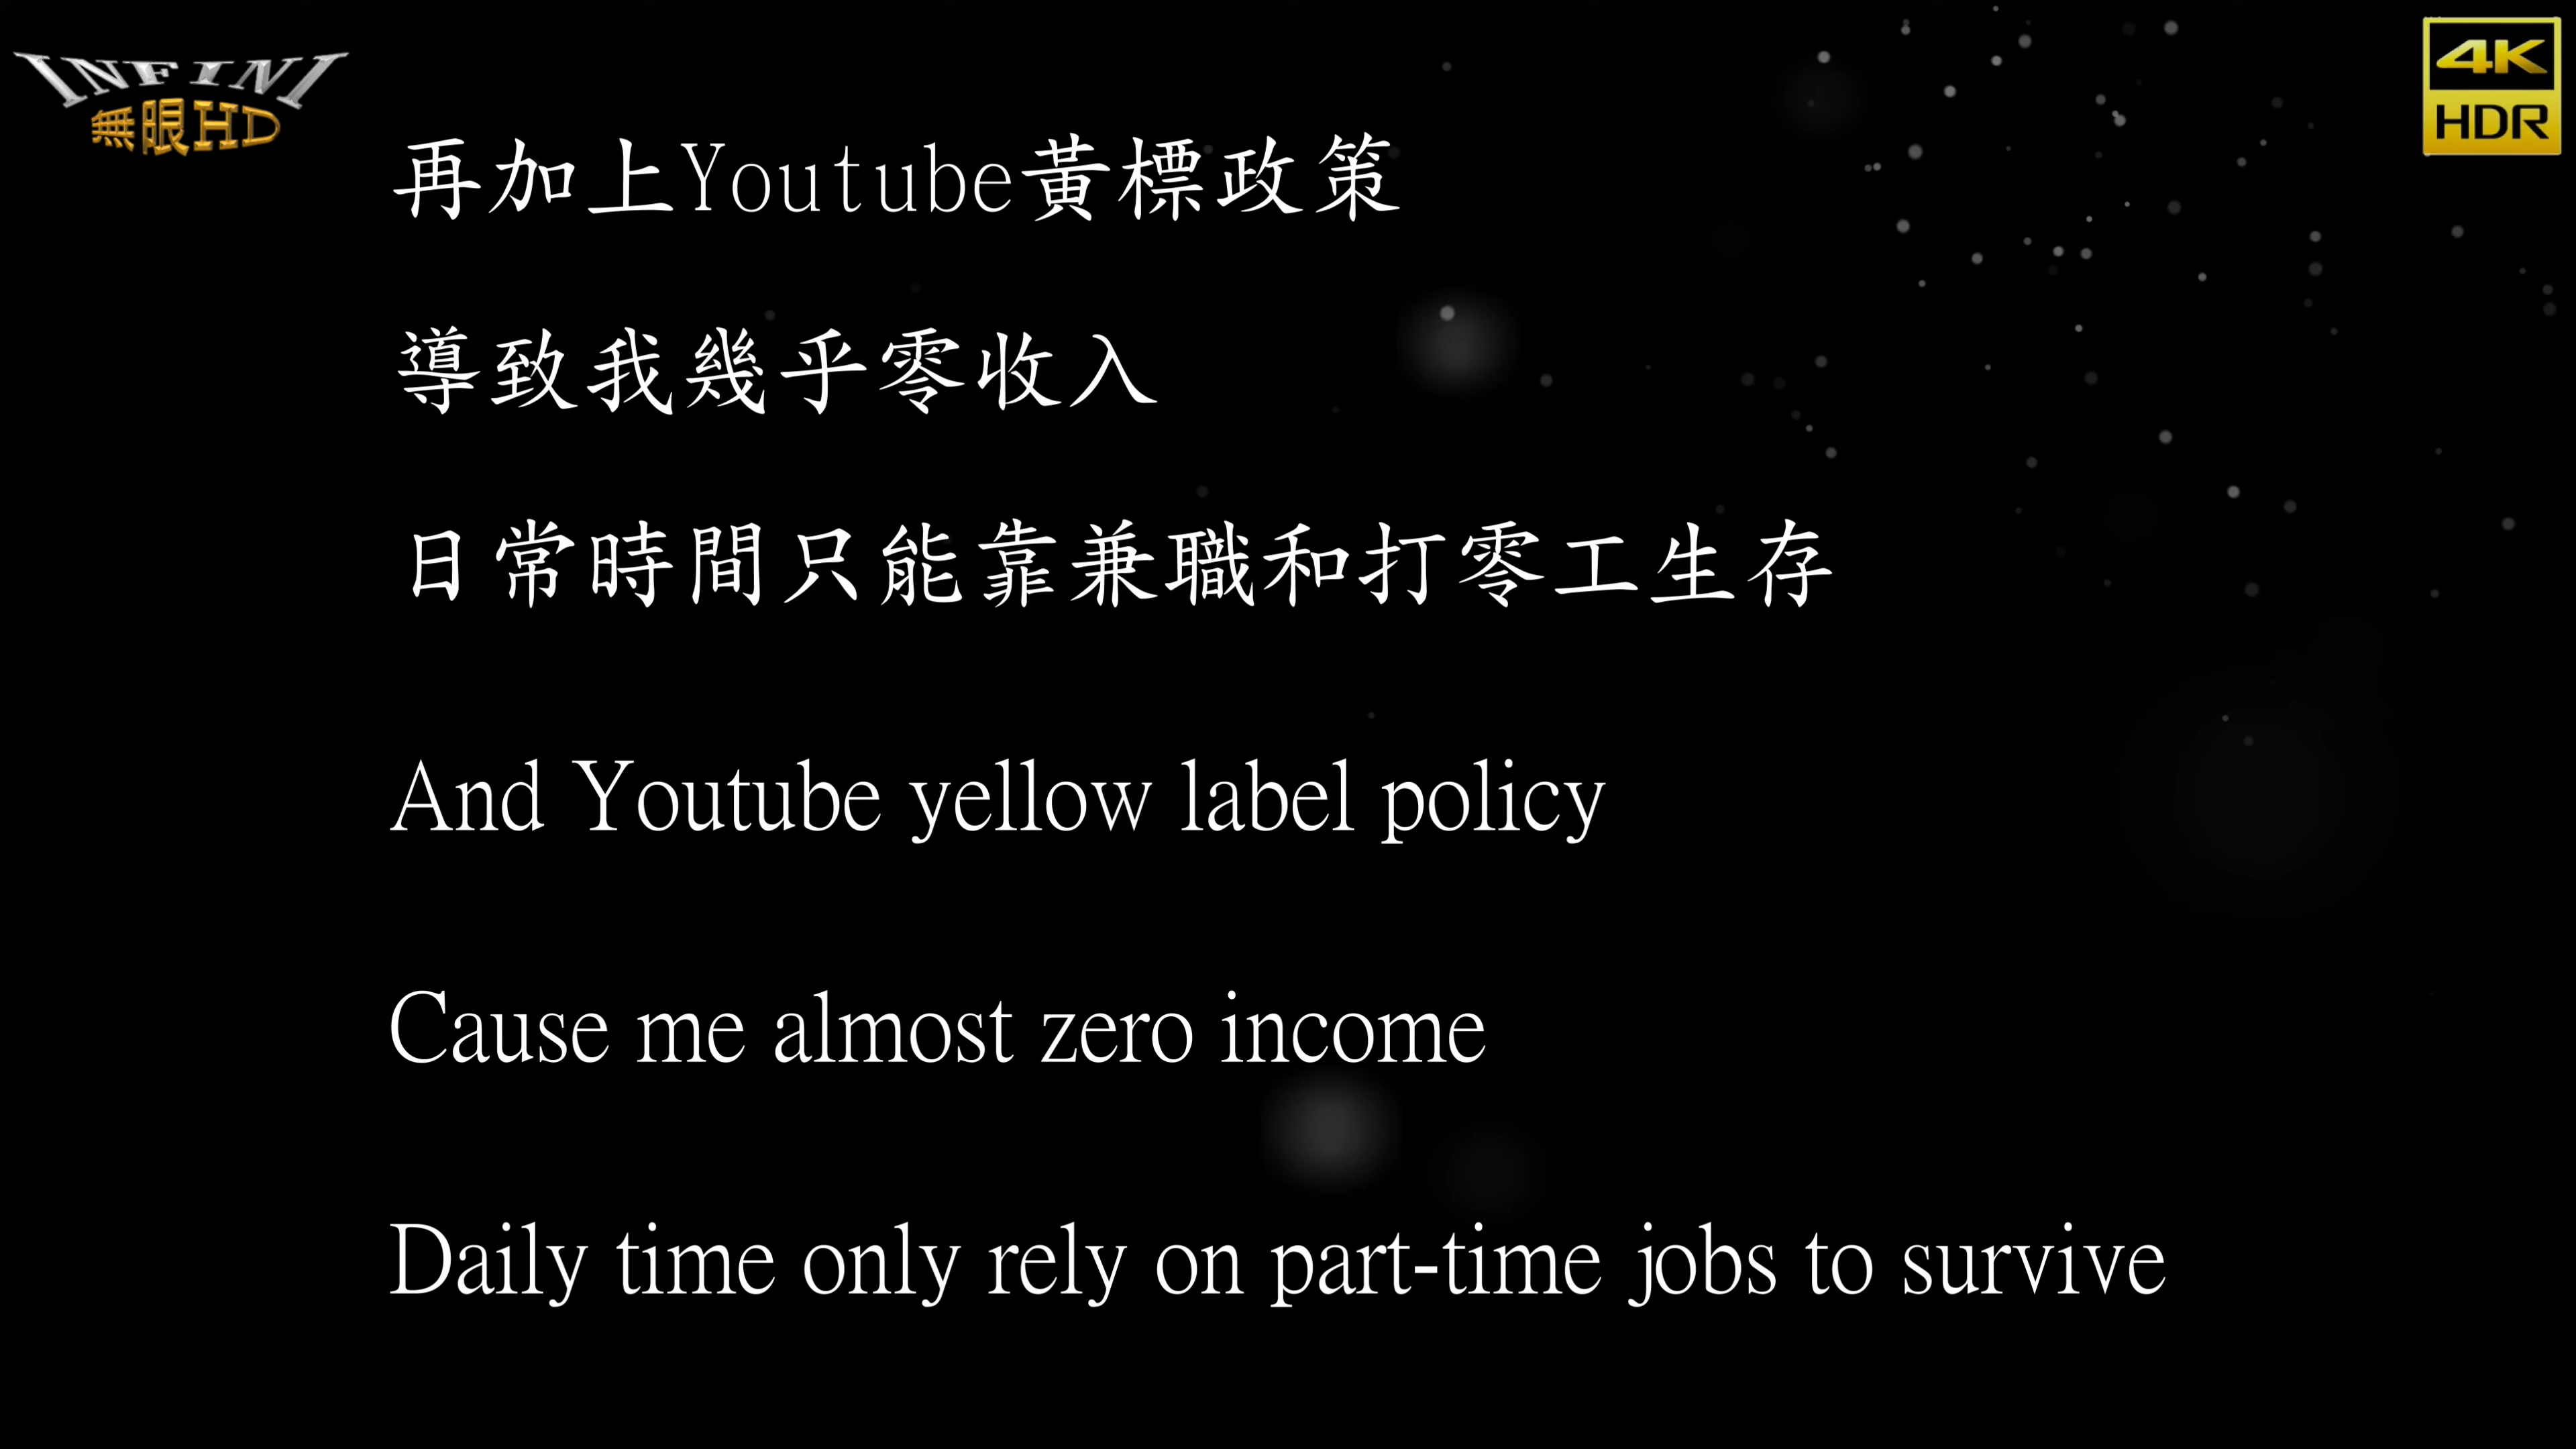 INFINI
無限HD
4K
HDR
再加上Youtube黃標政策
導致我幾乎零收入
日常時間只能靠兼職和打零工生存
And Youtube yellow label policy
Cause me almost zero income
Daily time only rely on part-time jobs to survive